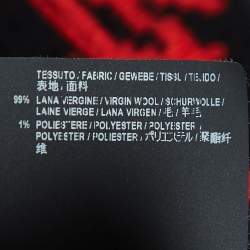 TESSUTO / FABRIC / GEWEBE / TISSU / TEJIDO /
表地 / 面料
99% LANA VERGINE / VIRGIN WOOL / SCHURWOLLE /
LAINE VIERGE / LANA VIRGEN / 毛 / 羊毛
1% POLIESTERE / POLYESTER / POLYESTER /
POLYESTER / POLIESTER / ポリエステル / 聚酯纤
维